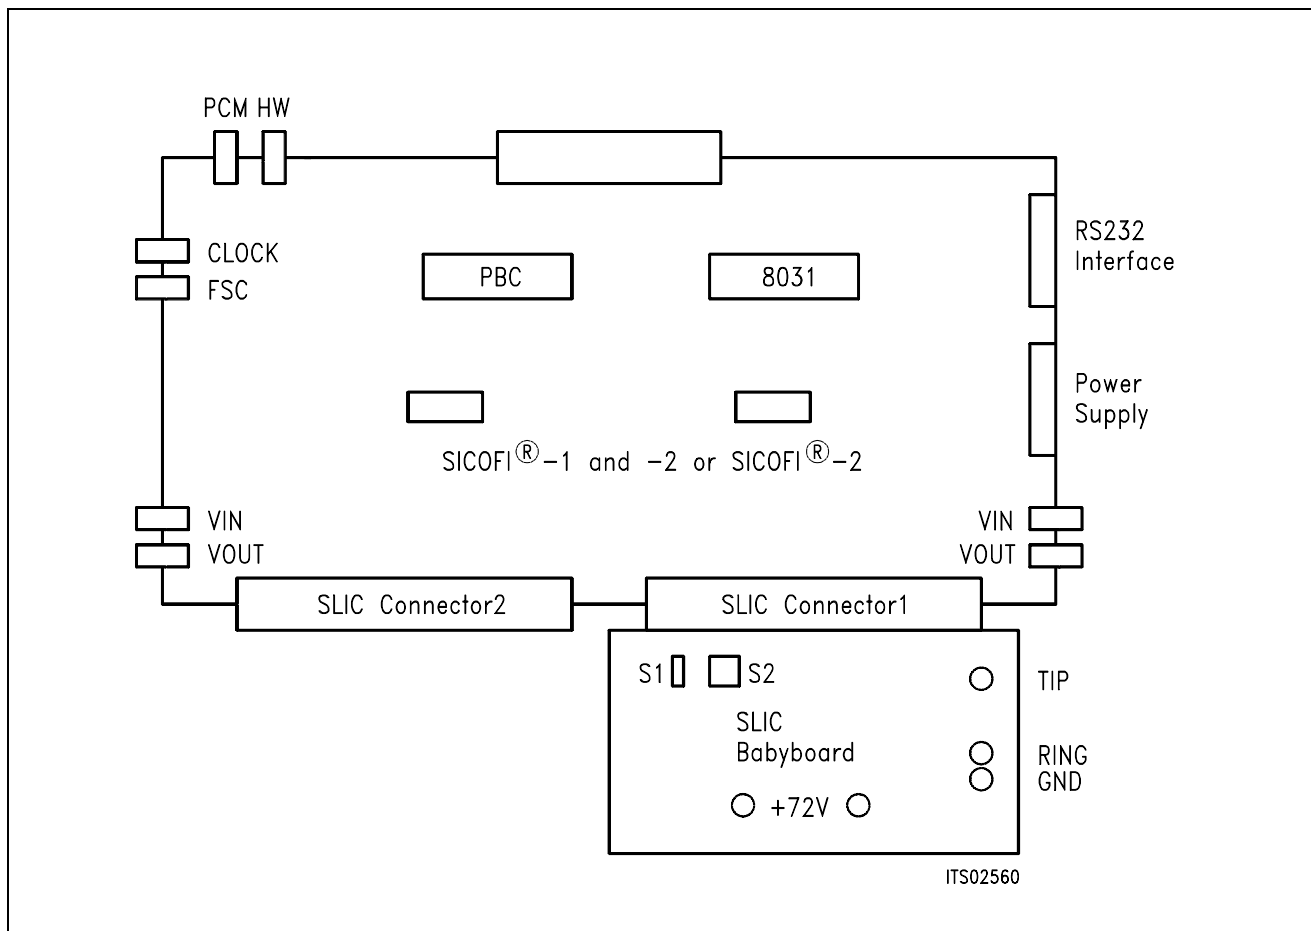 PCM HW
CLOCK
FSC
PBC
8031
RS232
Interface
Power
Supply
SICOFI®-1 and -2 or SICOFI®-2
VIN
VOUT
VIN
VOUT
SLIC Connector2
SLIC Connector1
S1
S2
TIP
SLIC
Babyboard
RING
GND
+72V
ITS02560